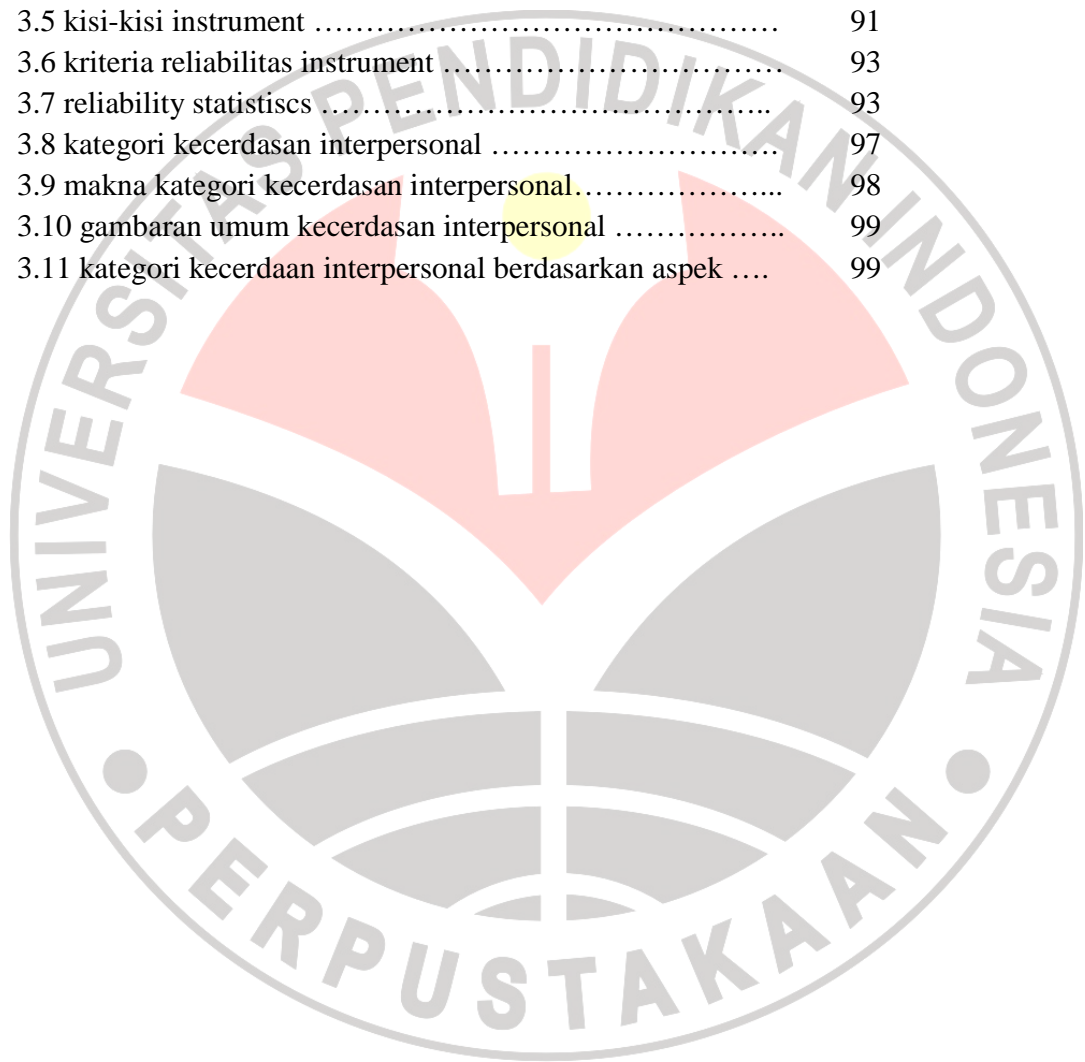 3.5 kisi-kisi instrument ……………………………………… 91
3.6 kriteria reliabilitas instrument …………………………… 93
3.7 reliability statistiscs …………………………………….. 93
3.8 kategori kecerdasan interpersonal ………………………. 97
3.9 makna kategori kecerdasan interpersonal………………... 98
3.10 gambaran umum kecerdasan interpersonal …………….. 99
3.11 kategori kecerdaan interpersonal berdasarkan aspek …. 99
UNIVERSITAS PENDIDIKAN INDONESIA
PERPUSTAKAAN